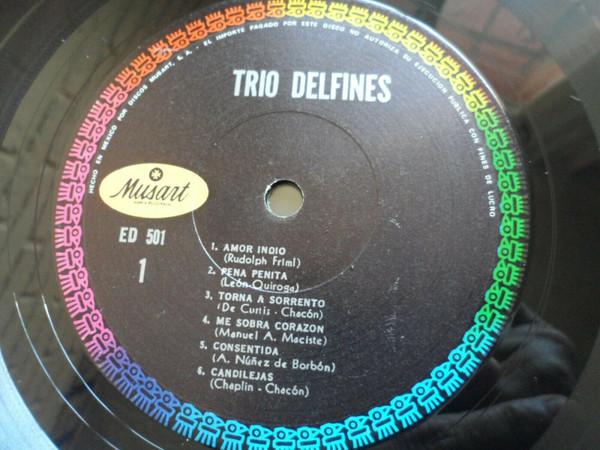 HECHO EN MEXICO POR DISCOS MUSART, S. A. - EL IMPORTE PAGADO POR ESTE DISCO NO AUTORIZA SU EJECUCION PUBLICA CON FINES DE LUCRO
TRIO DELFINES
Musart
ED 501
1
1. AMOR INDIO
(Rudolph Friml)
2. PENA PENITA
(León Quiroga)
3. TORNA A SORRENTO
(De Curtis - Chacón)
4. ME SOBRA CORAZON
(Manuel A. Maciste)
5. CONSENTIDA
(A. Núñez de Borbón)
6. CANDILEJAS
(Chaplin - Chacón)